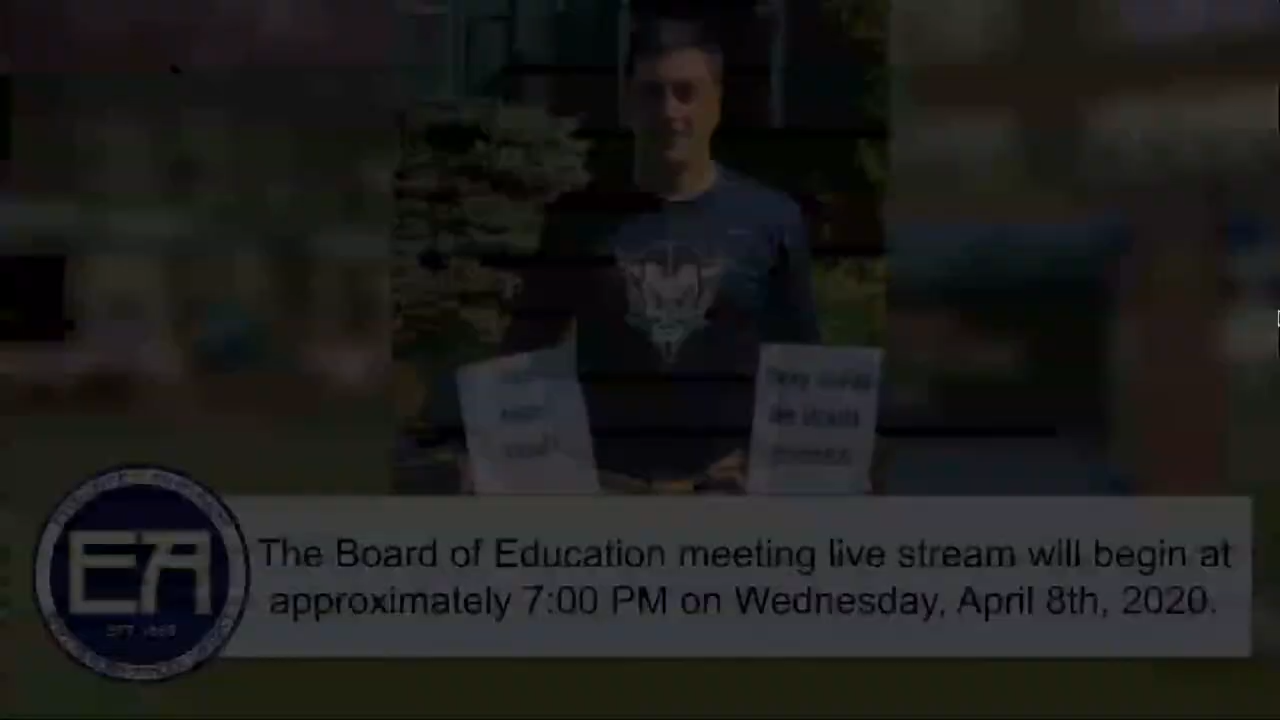 EA
The Board of Education meeting live stream will begin at
approximately 7:00 PM on Wednesday, April 8th, 2020.